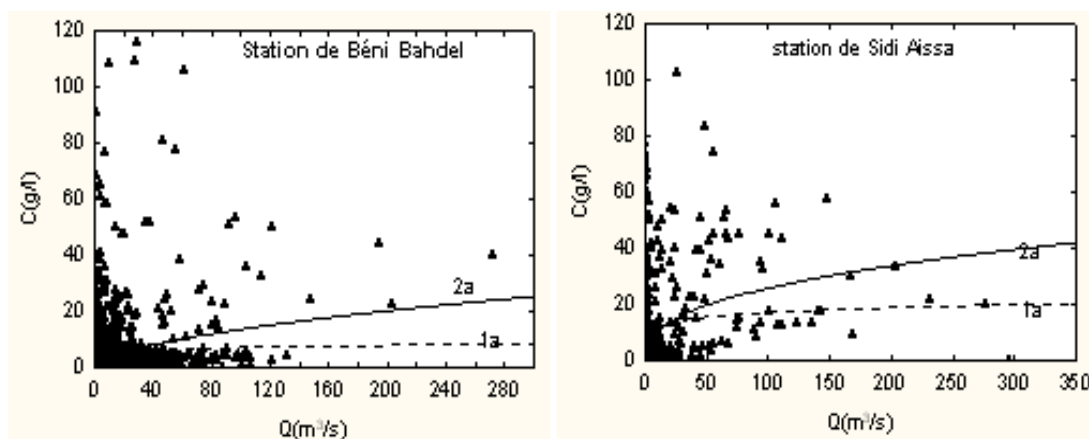 Station de Béni Bahdel
C(g/l)
120
100
80
60
40
20
0
2a
1a
0 40 80 120 160 200 240 280
Q(m³/s)
station de Sidi Aissa
C(g/l)
120
100
80
60
40
20
0
2a
1a
0 50 100 150 200 250 300 350
Q(m³/s)